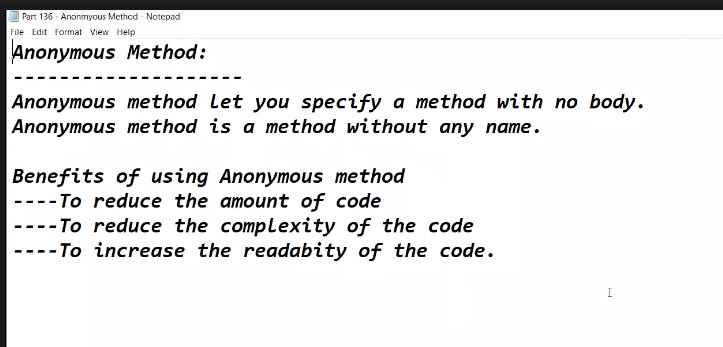 Part 136 - Anonmyous Method - Notepad
File Edit Format View Help
Anonymous Method:
--------------------
Anonymous method let you specify a method with no body.
Anonymous method is a method without any name.
Benefits of using Anonymous method
----To reduce the amount of code
----To reduce the complexity of the code
----To increase the readabity of the code.